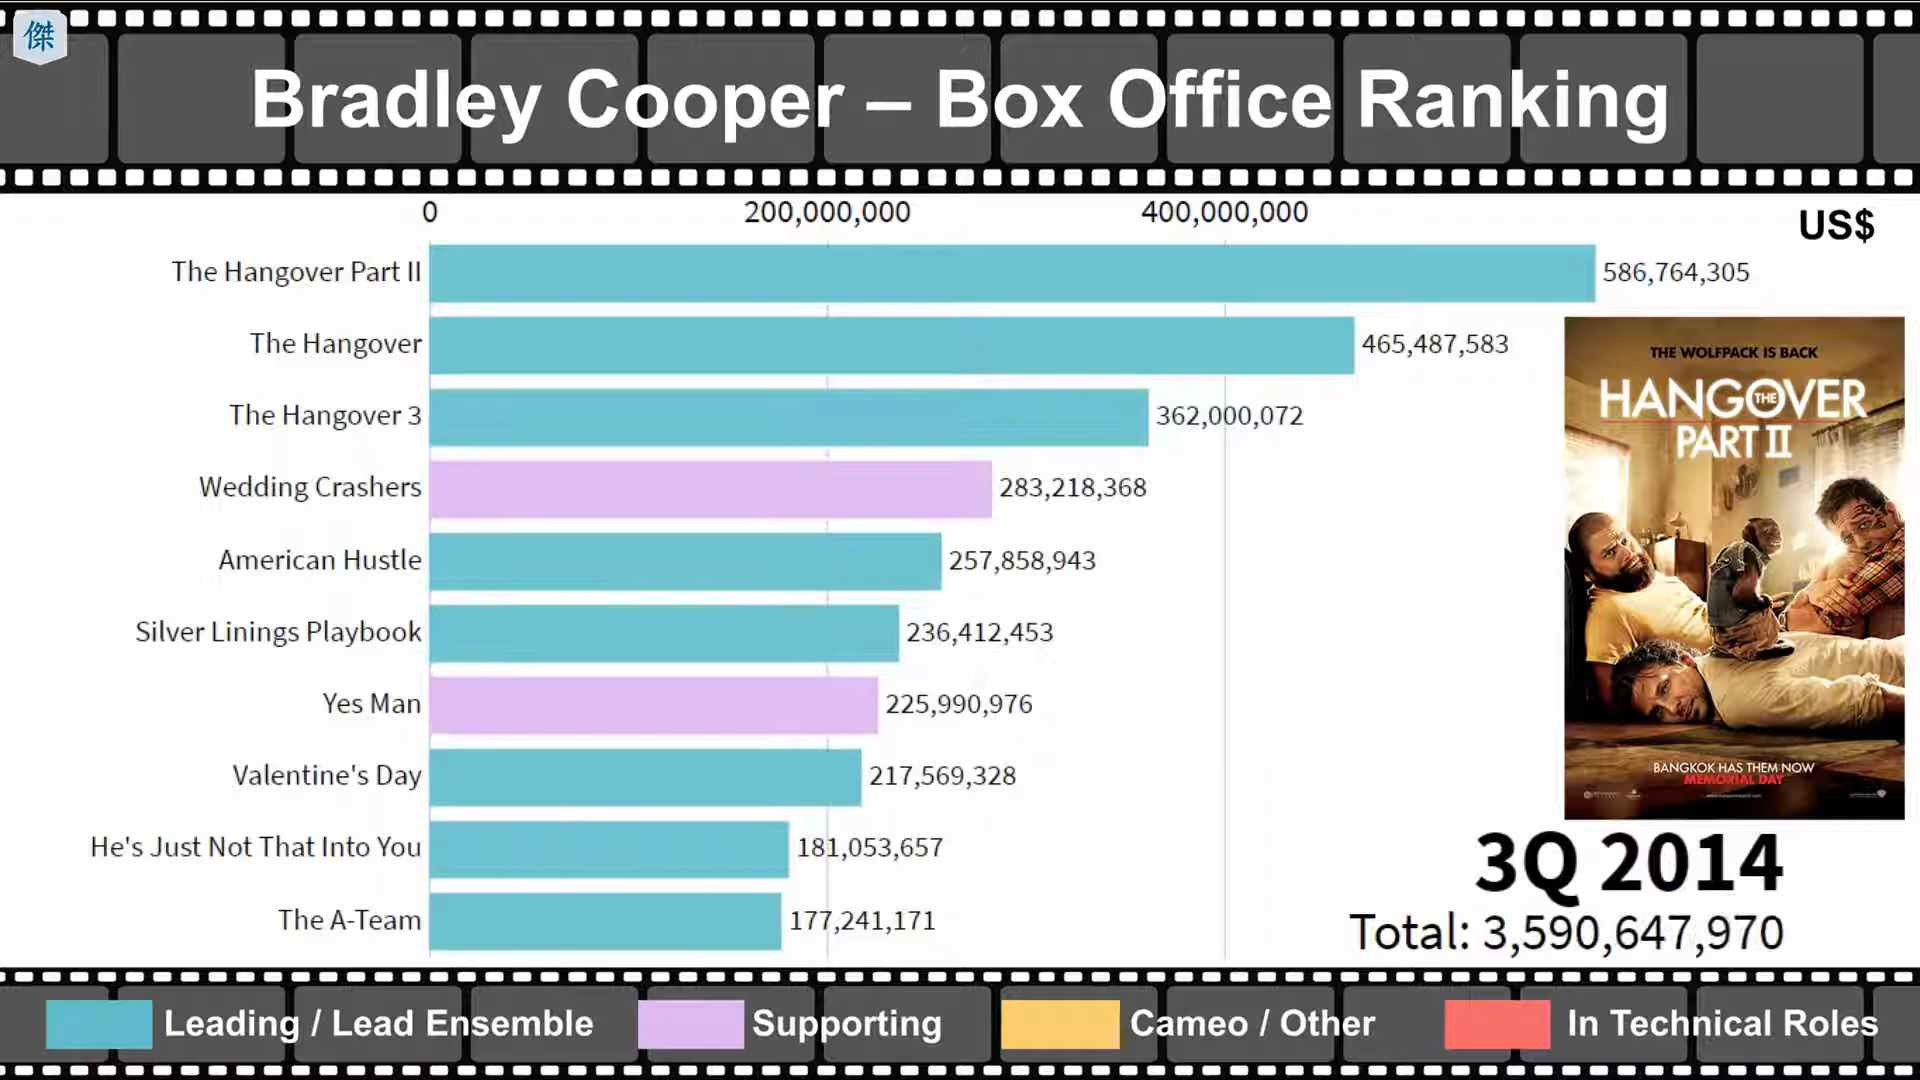 傑
Bradley Cooper – Box Office Ranking
0 200,000,000 400,000,000
US$
The Hangover Part II 586,764,305
The Hangover 465,487,583
The Hangover 3 362,000,072
Wedding Crashers 283,218,368
American Hustle 257,858,943
Silver Linings Playbook 236,412,453
Yes Man 225,990,976
Valentine's Day 217,569,328
He's Just Not That Into You 181,053,657
The A-Team 177,241,171
THE WOLFPACK IS BACK
THE
HANGOVER
PART II
BANGKOK HAS THEM NOW
MEMORIAL DAY
3Q 2014
Total: 3,590,647,970
Leading / Lead Ensemble
Supporting
Cameo / Other
In Technical Roles